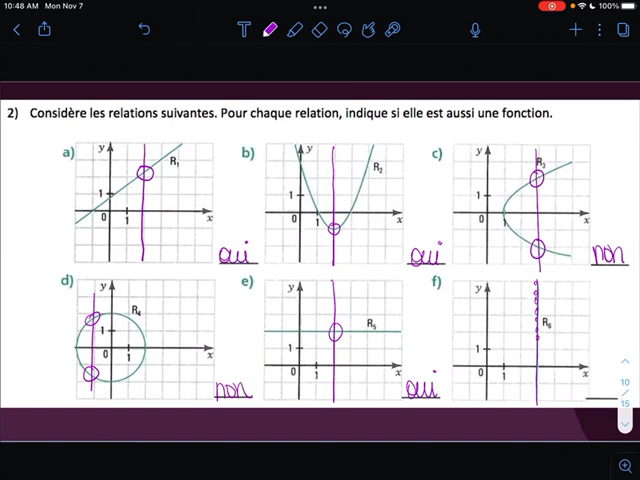 10:48 AM Mon Nov 7
100%
2) Considère les relations suivantes. Pour chaque relation, indique si elle est aussi une fonction.
a) y R₁ 1 0 1 x oui
b) y R₂ 1 0 1 x oui
c) y R₃ 1 0 1 x non
d) y R₄ 1 0 1 x non
e) y R₅ 1 0 1 x oui
f) y R₆ 1 0 1 x
10
/
15